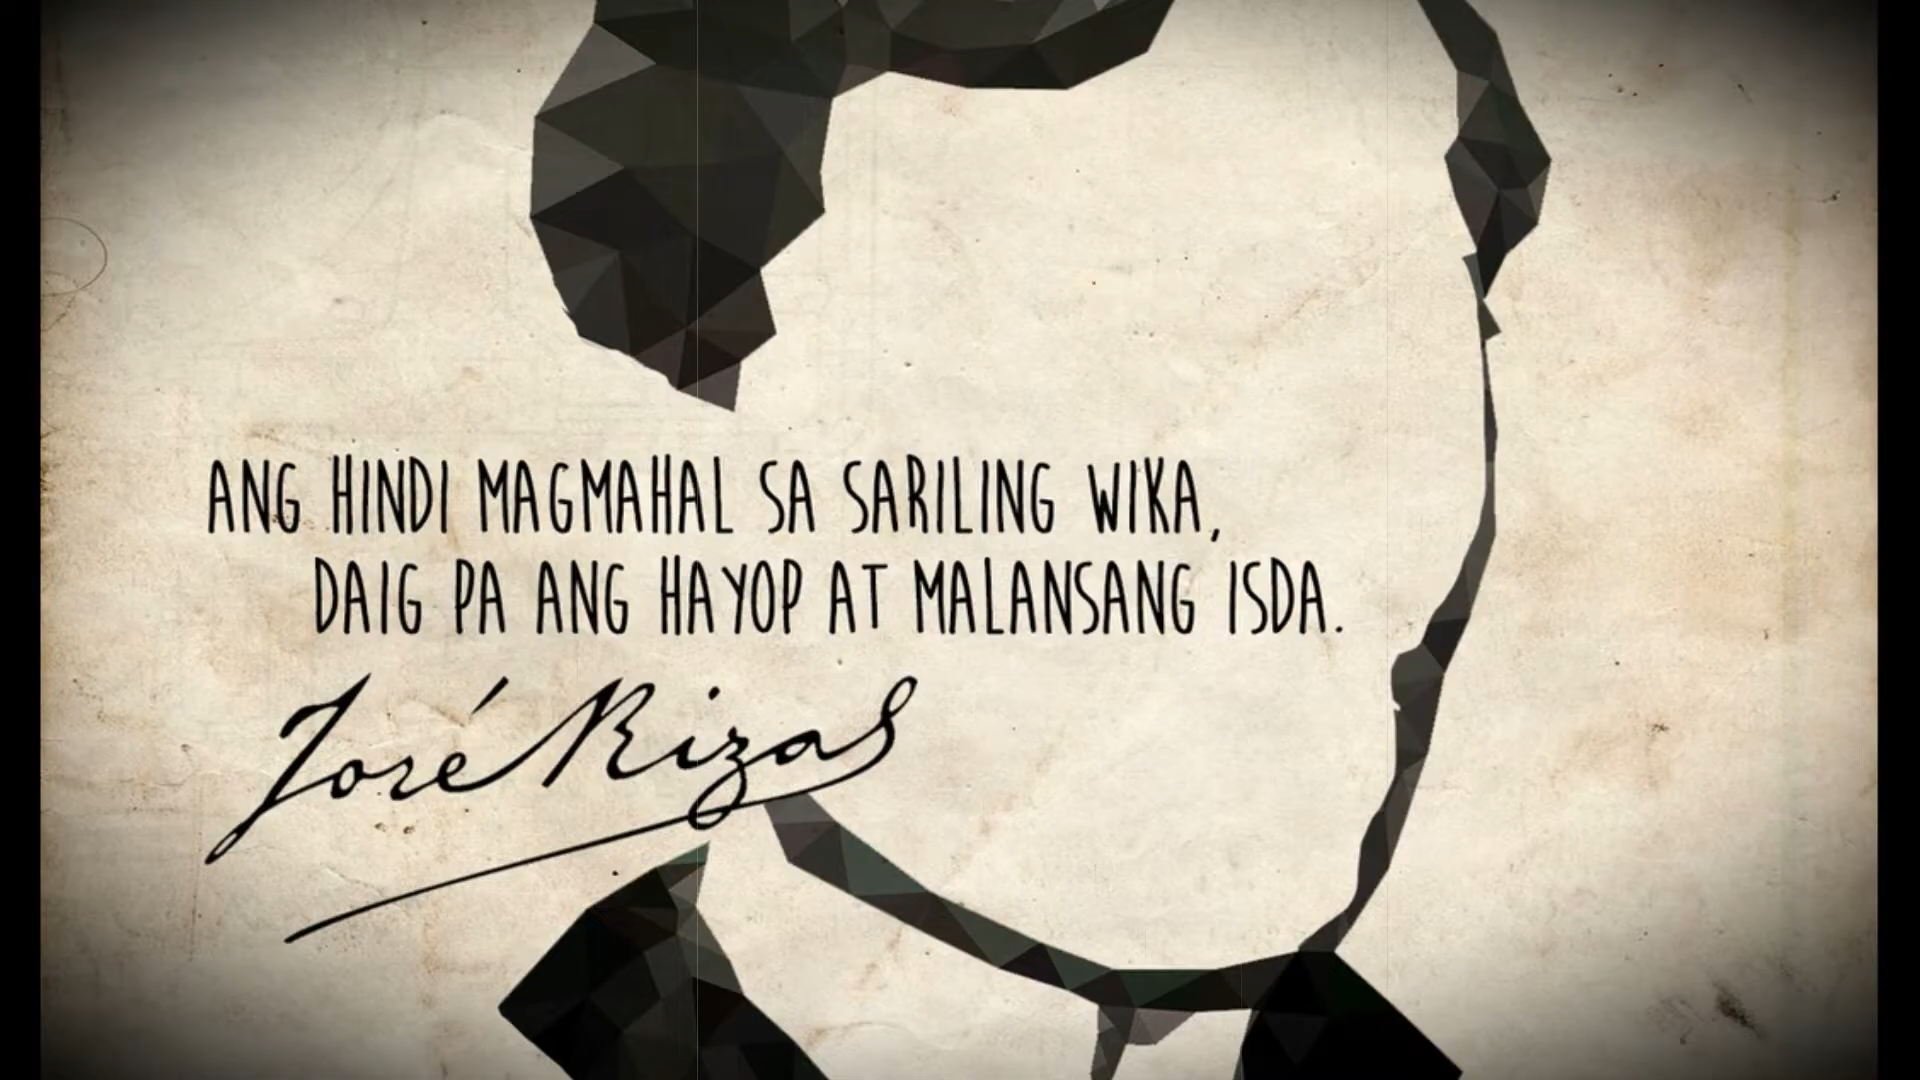 ANG HINDI MAGMAHAL SA SARILING WIKA,
DAIG PA ANG HAYOP AT MALANSANG ISDA.
José Rizal